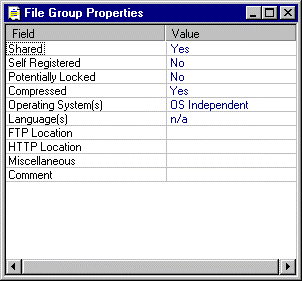 File Group Properties
Field Value
Shared Yes
Self Registered No
Potentially Locked No
Compressed Yes
Operating System(s) OS Independent
Language(s) n/a
FTP Location
HTTP Location
Miscellaneous
Comment